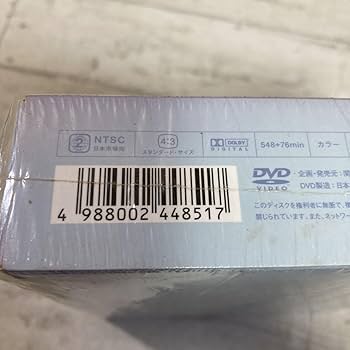 2 NTSC 日本市場向
4:3 スタンダード・サイズ
DOLBY DIGITAL
548+76min
カラー
DVD VIDEO
・企画・発売元:
DVD製造:日本
4 988002 448517
このディスクを権利者に無断で、複
禁じられています。また、ネットワー